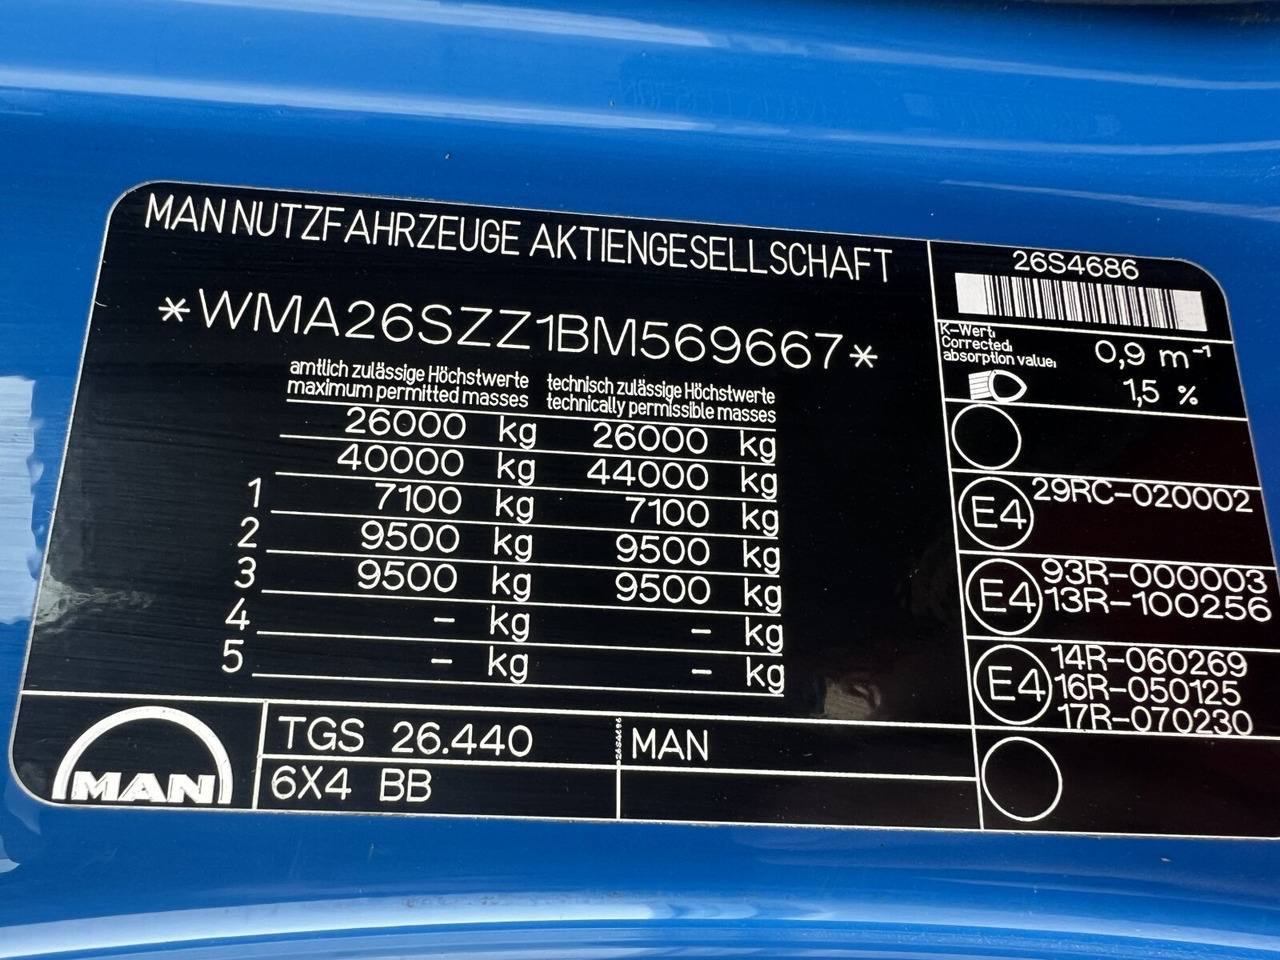 MAN NUTZFAHRZEUGE AKTIENGESELLSCHAFT
*WMA26SZZ1BM569667*
amtlich zulässige Höchstwerte technisch zulässige Höchstwerte
maximum permitted masses technically permissible masses
26000 kg 26000 kg
40000 kg 44000 kg
1 7100 kg 7100 kg
2 9500 kg 9500 kg
3 9500 kg 9500 kg
4 - kg - kg
5 - kg - kg
MAN
TGS 26.440
26S4686
MAN
6X4 BB
26S4686
K-Wert:
Corrected:
absorption value:
0,9 m⁻¹
1,5 %
E4 29RC-020002
E4 93R-000003
13R-100256
E4 14R-060269
16R-050125
17R-070230